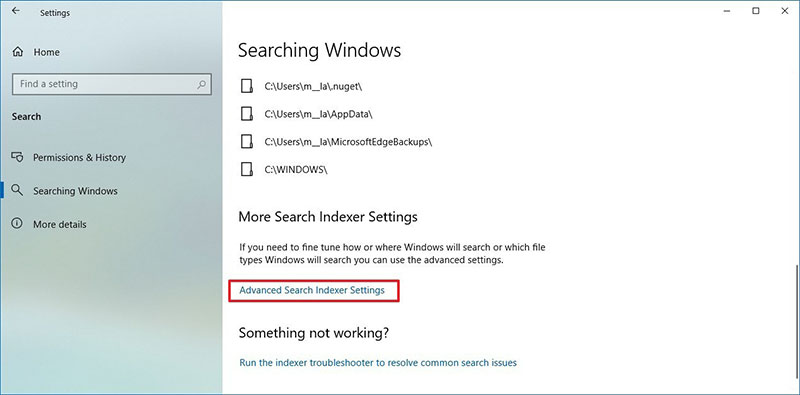 Settings
Home
Find a setting
Search
Permissions & History
Searching Windows
More details
Searching Windows
C:\Users\m__la\.nuget\
C:\Users\m__la\AppData\
C:\Users\m__la\MicrosoftEdgeBackups\
C:\WINDOWS\
More Search Indexer Settings
If you need to fine tune how or where Windows will search or which file
types Windows will search you can use the advanced settings.
Advanced Search Indexer Settings
Something not working?
Run the indexer troubleshooter to resolve common search issues